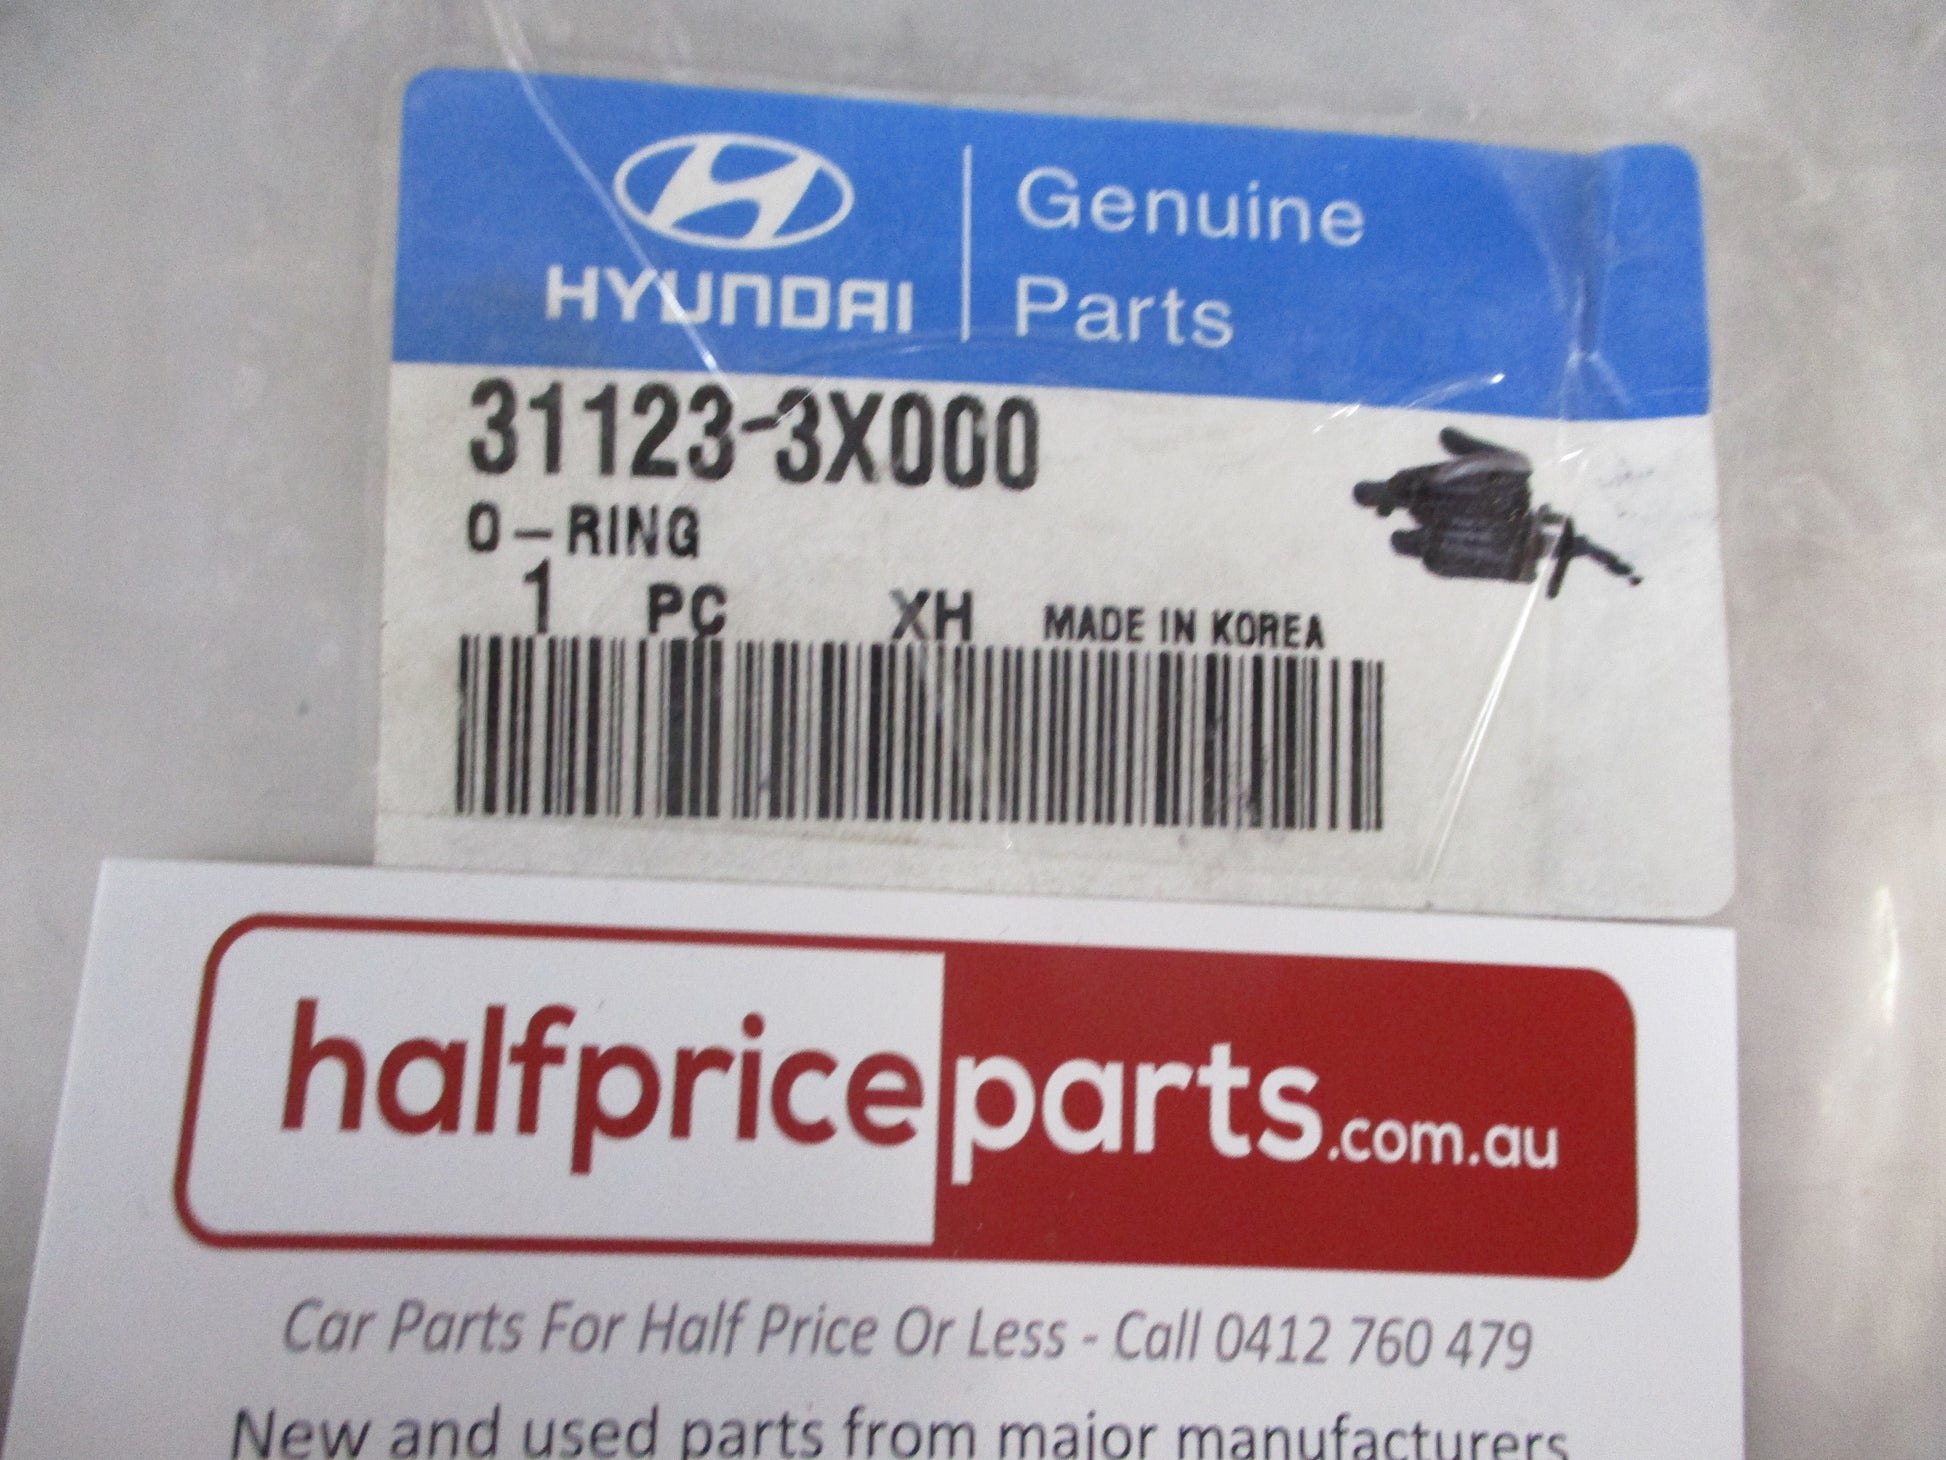 HYUNDAI
Genuine
Parts
31123-3X000
O-RING
1 PC XH MADE IN KOREA
halfpriceparts.com.au
Car Parts For Half Price Or Less - Call 0412 760 479
New and used parts from major manufacturers